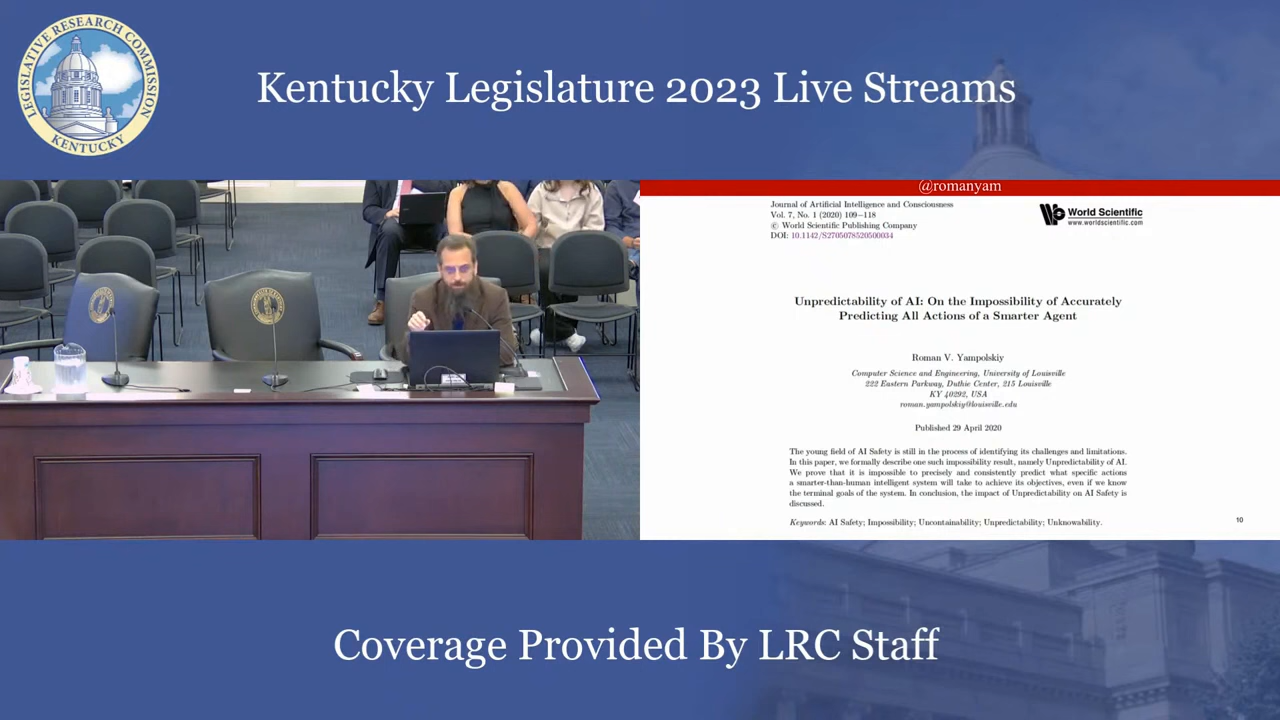 LEGISLATIVE RESEARCH COMMISSION
KENTUCKY
Kentucky Legislature 2023 Live Streams
@romanyam
Journal of Artificial Intelligence and Consciousness
Vol. 7, No. 1 (2020) 109–118
© World Scientific Publishing Company
DOI: 10.1142/S2705078520500034
World Scientific
www.worldscientific.com
Unpredictability of AI: On the Impossibility of Accurately
Predicting All Actions of a Smarter Agent
Roman V. Yampolskiy
Computer Science and Engineering, University of Louisville
222 Eastern Parkway, Duthie Center, 215 Louisville
KY 40292, USA
roman.yampolskiy@louisville.edu
Published 29 April 2020
The young field of AI Safety is still in the process of identifying its challenges and limitations.
In this paper, we formally describe one such impossibility result, namely Unpredictability of AI.
We prove that it is impossible to precisely and consistently predict what specific actions
a smarter-than-human intelligent system will take to achieve its objectives, even if we know
the terminal goals of the system. In conclusion, the impact of Unpredictability on AI Safety is
discussed.
Keywords: AI Safety; Impossibility; Uncontainability; Unpredictability; Unknowability.
10
Coverage Provided By LRC Staff